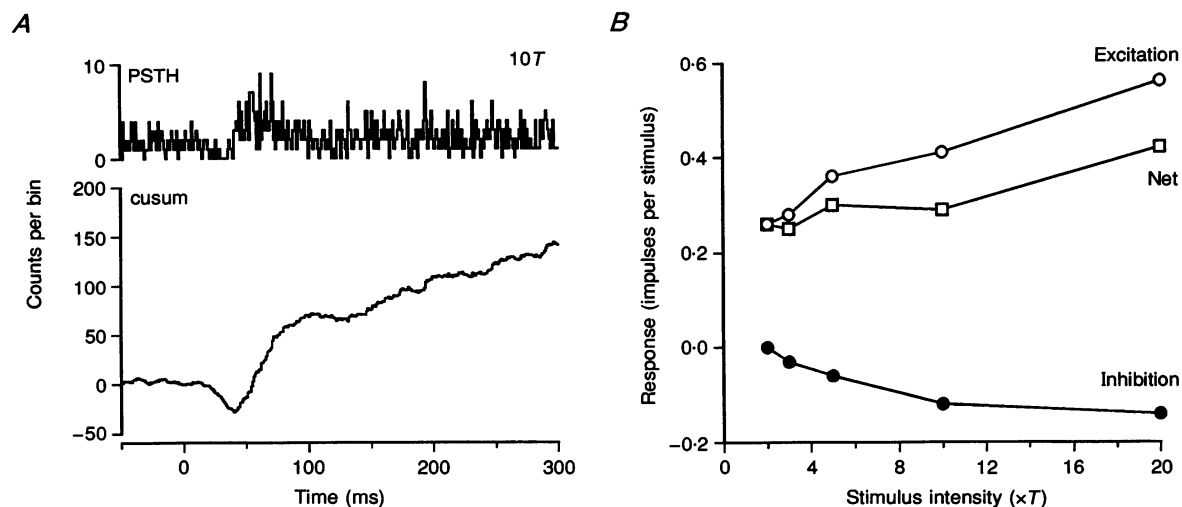 A
PSTH
10T
10
0
cusum
200
150
100
50
0
−50
Counts per bin
0
100
200
300
Time (ms)
B
Excitation
Net
Inhibition
0·6
0·4
0·2
0·0
−0·2
Response (impulses per stimulus)
0
4
8
12
16
20
Stimulus intensity (×T)